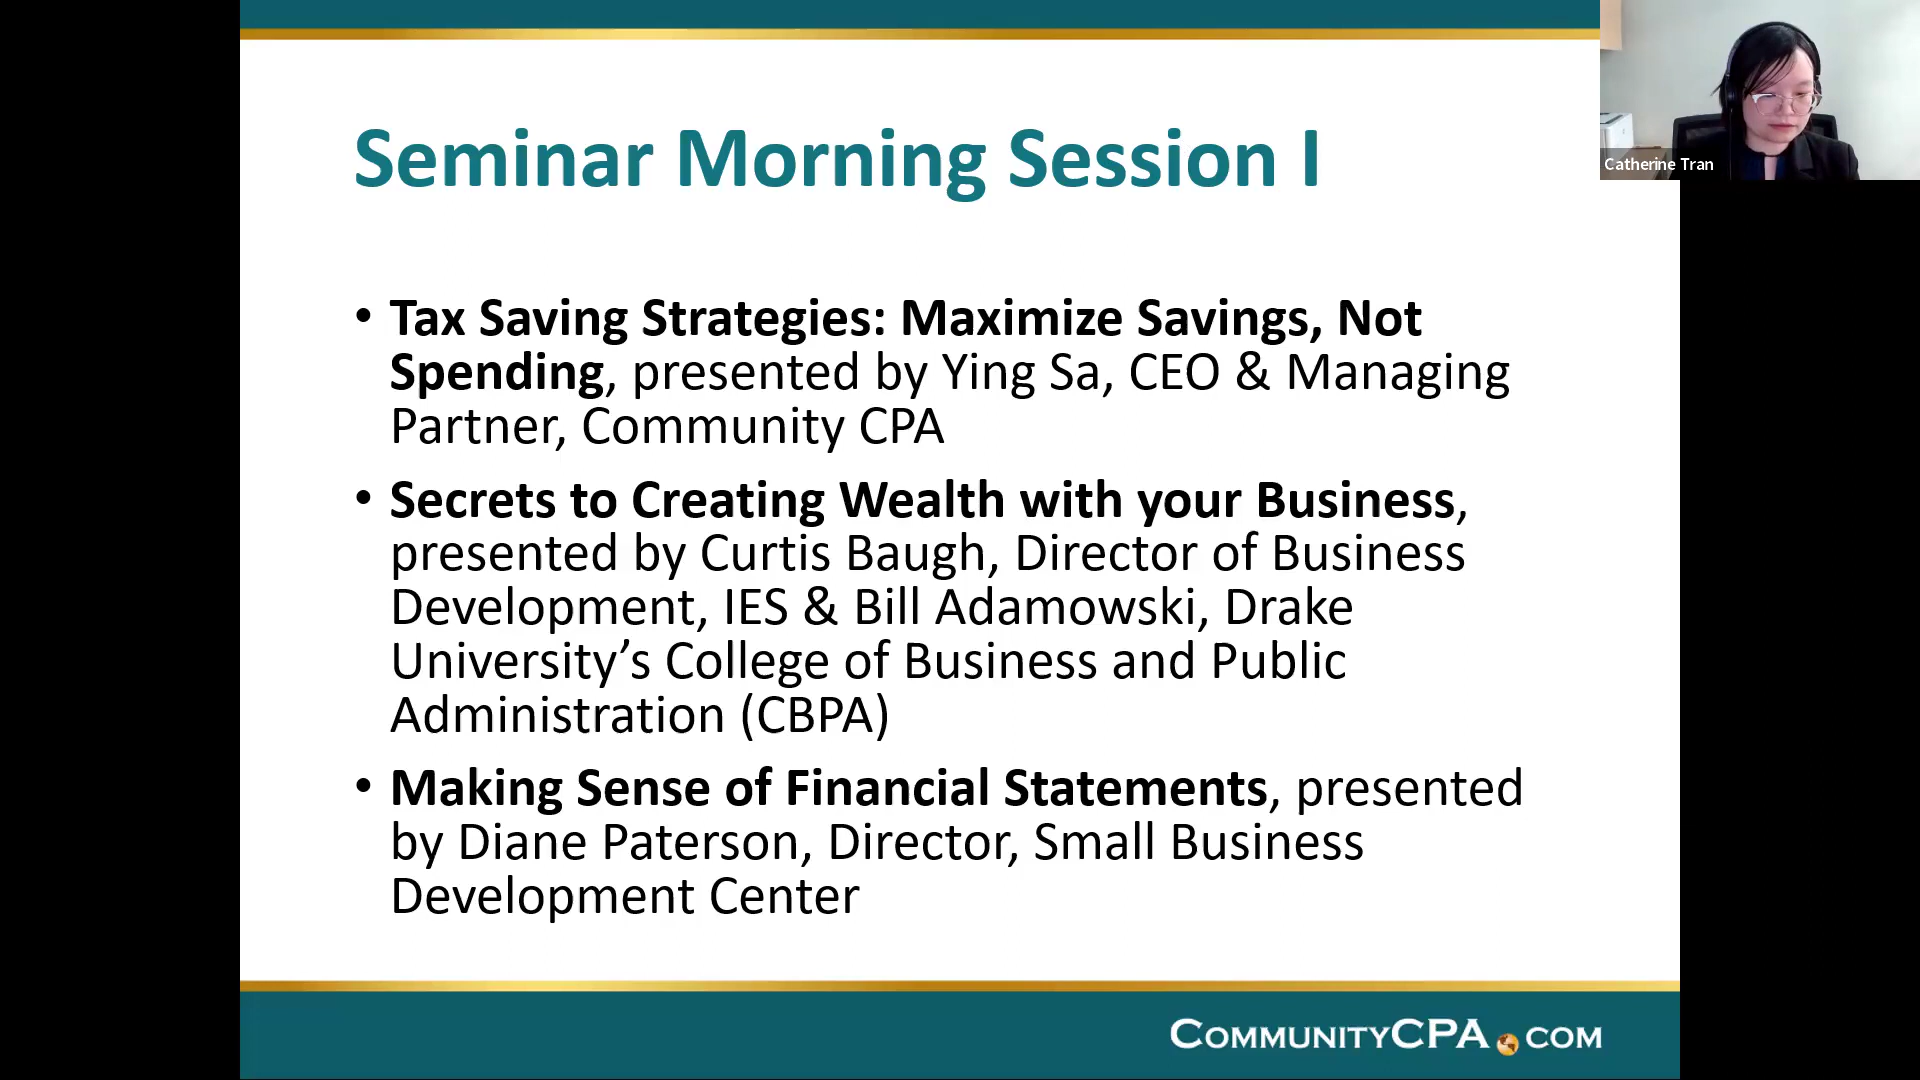 Seminar Morning Session I
Catherine Tran
• Tax Saving Strategies: Maximize Savings, Not
Spending, presented by Ying Sa, CEO & Managing
Partner, Community CPA
• Secrets to Creating Wealth with your Business,
presented by Curtis Baugh, Director of Business
Development, IES & Bill Adamowski, Drake
University’s College of Business and Public
Administration (CBPA)
• Making Sense of Financial Statements, presented
by Diane Paterson, Director, Small Business
Development Center
COMMUNITYCPA.COM